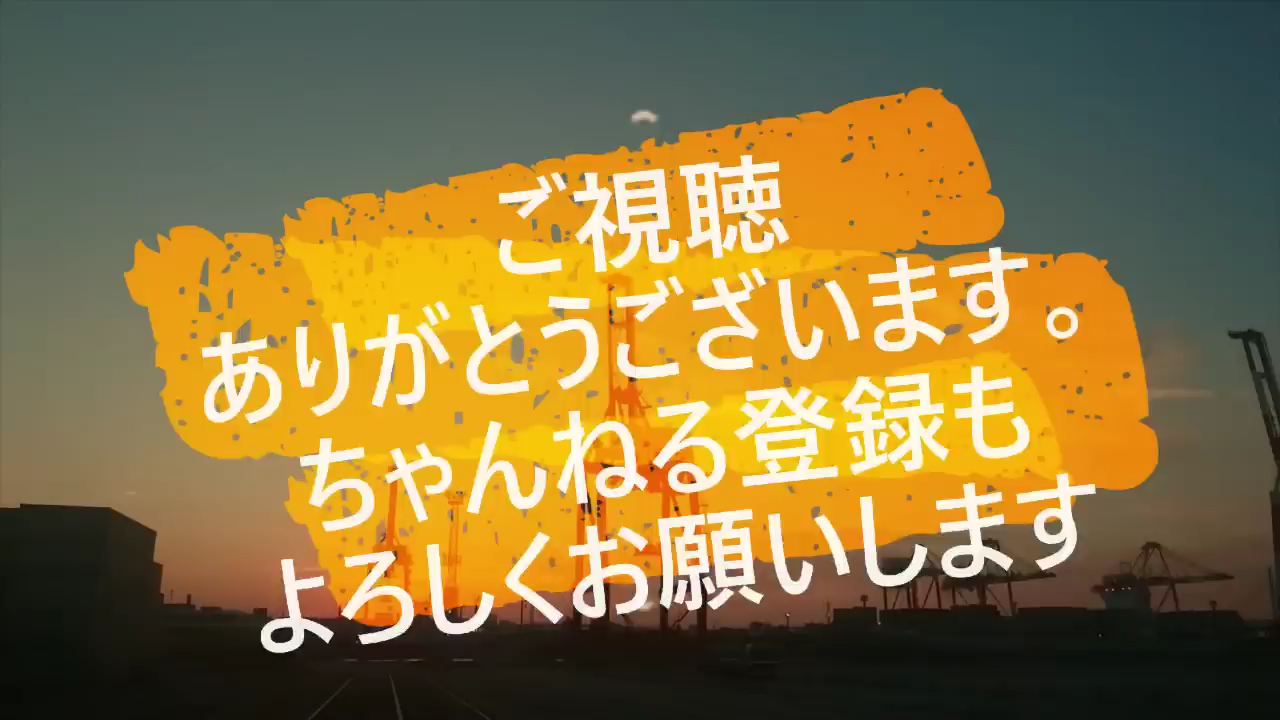 ご視聴
ありがとうございます。
ちゃんねる登録も
よろしくお願いします